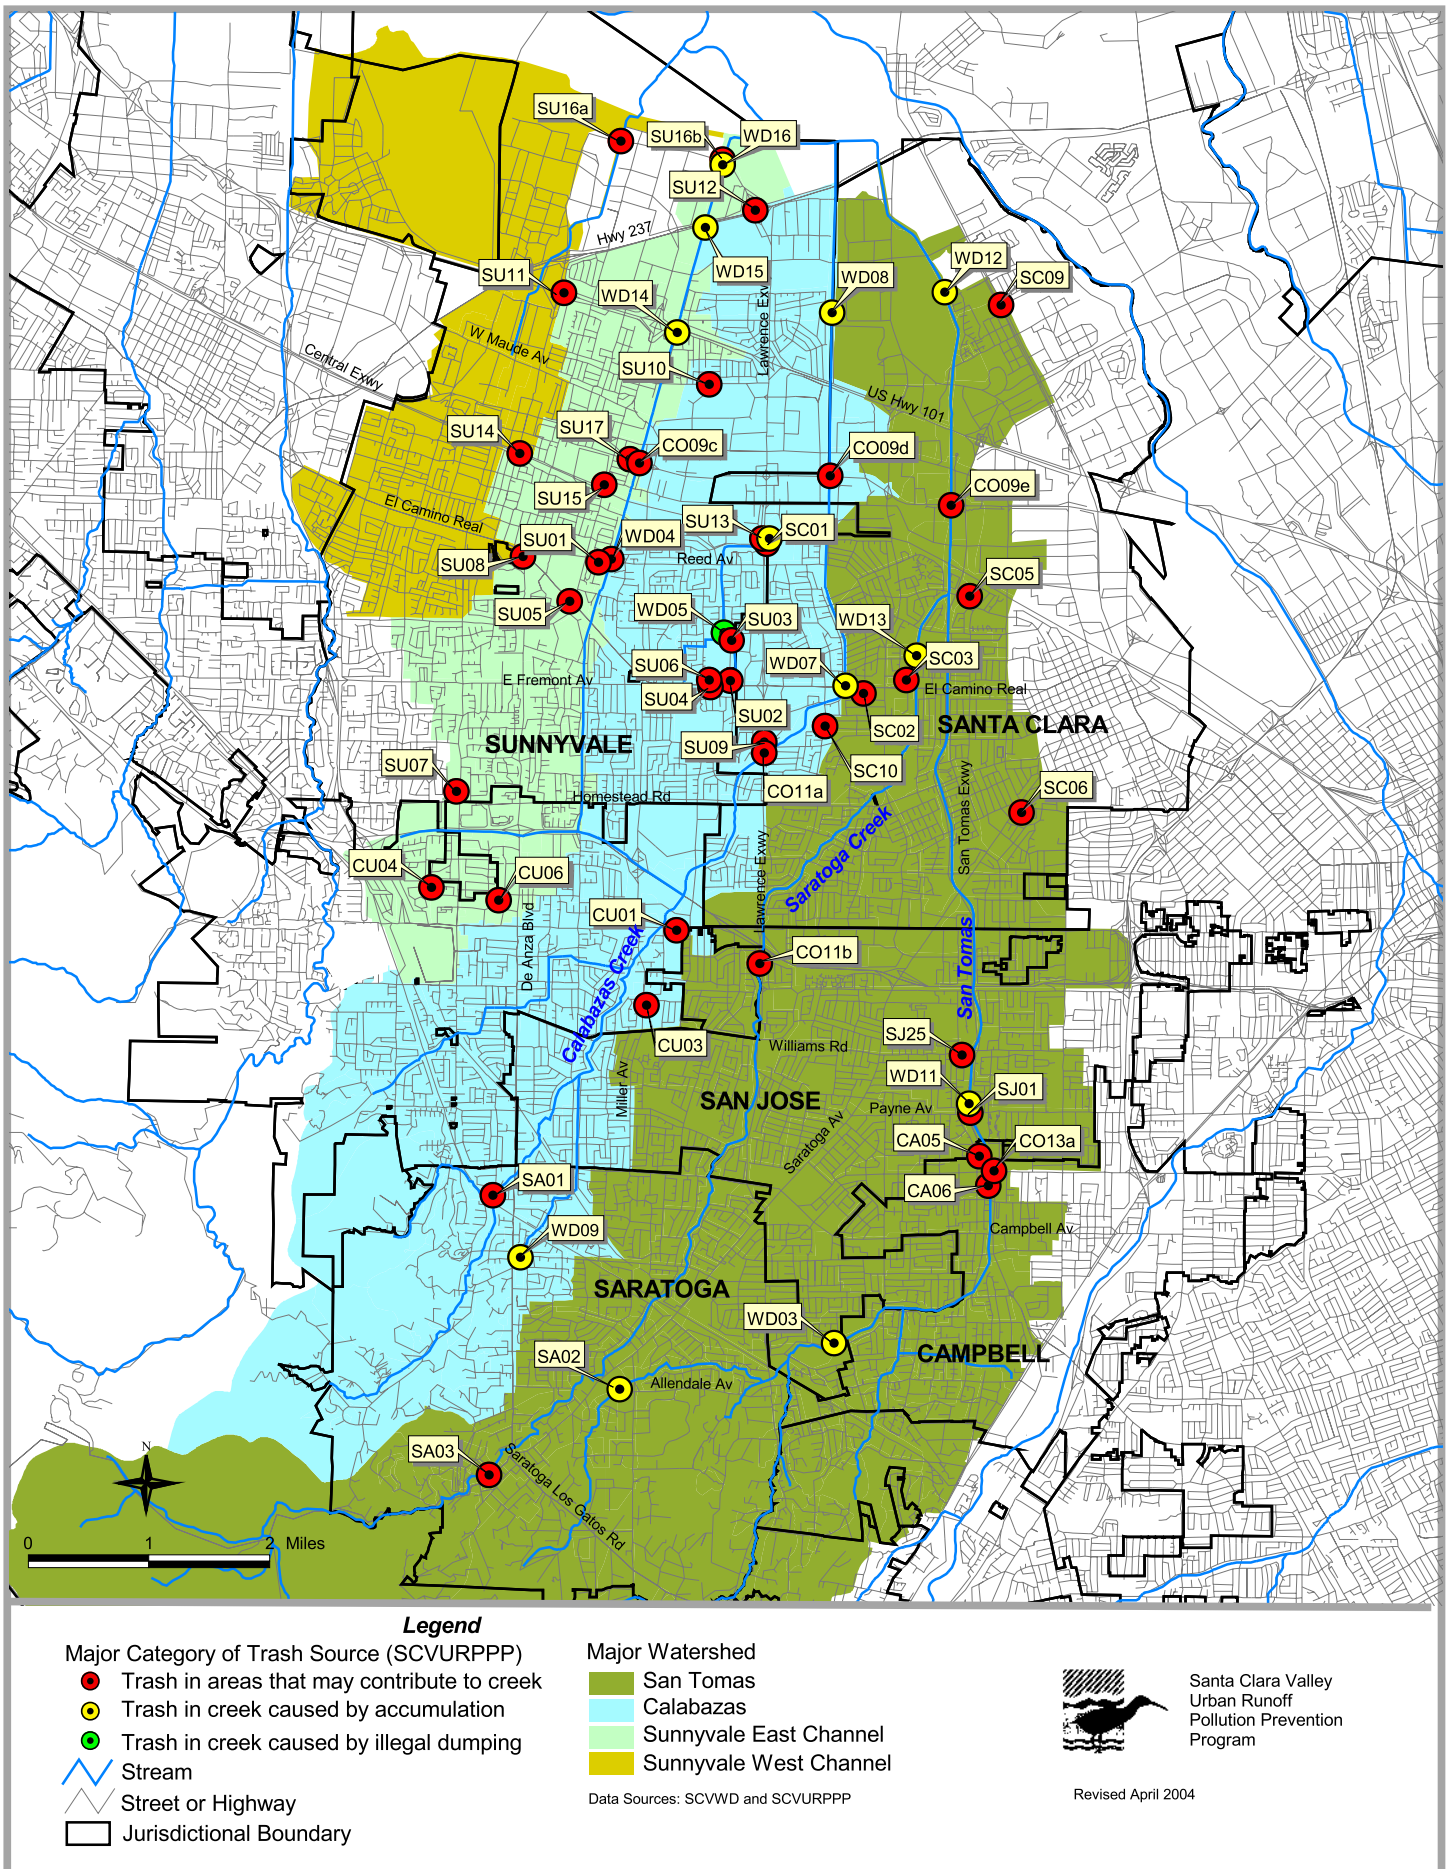 SU16a
SU16b
WD16
SU12
Hwy 237
WD15
SU11
WD14
WD08
WD12
SC09
Lawrence Exv
W Maude Av
Central Exwy
SU10
US Hwy 101
SU14
SU17
CO09c
CO09d
SU15
CO09e
El Camino Real
SU13
SC01
SU01
WD04
Reed Av
SU08
SC05
SU05
WD05
SU03
WD13
SU06
WD07
SC03
E Fremont Av
SU04
El Camino Real
SU02
SC02
SANTA CLARA
SUNNYVALE
SU09
SU07
SC10
CO11a
SC06
Homestead Rd
San Tomas Exwy
Saratoga Creek
Lawrence Exwy
CU04
CU06
CU01
De Anza Blvd
CO11b
San Tomas
Calabazas Creek
CU03
SJ25
Williams Rd
WD11
SJ01
Miller Av
SAN JOSE
Payne Av
Saratoga Av
CA05
CO13a
SA01
CA06
WD09
Campbell Av
SARATOGA
WD03
SA02
CAMPBELL
Allendale Av
SA03
Saratoga Los Gatos Rd
N
0 1 2 Miles
Legend
Major Category of Trash Source (SCVURPPP)
Trash in areas that may contribute to creek
Trash in creek caused by accumulation
Trash in creek caused by illegal dumping
Stream
Street or Highway
Jurisdictional Boundary
Major Watershed
San Tomas
Calabazas
Sunnyvale East Channel
Sunnyvale West Channel
Data Sources: SCVWD and SCVURPPP
Santa Clara Valley
Urban Runoff
Pollution Prevention
Program
Revised April 2004